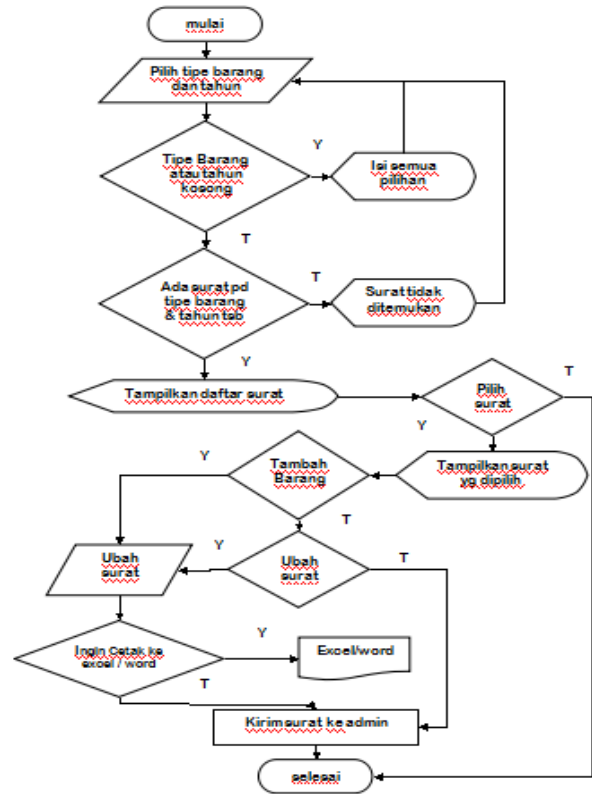 mulai
Pilih tipe barang
dan tahun
Tipe Barang
atau tahun
kosong
Y
Isi semua
pilihan
T
Ada surat pd
tipe barang
& tahun tsb
T
Surat tidak
ditemukan
Y
Tampilkan daftar surat
Pilih
surat
T
Y
Tampilkan surat
yg dipilih
Tambah
Barang
Y
T
Ubah
surat
Y
Ubah
surat
T
Ingin Cetak ke
excel / word
Y
Excel/word
T
Kirim surat ke admin
selesai